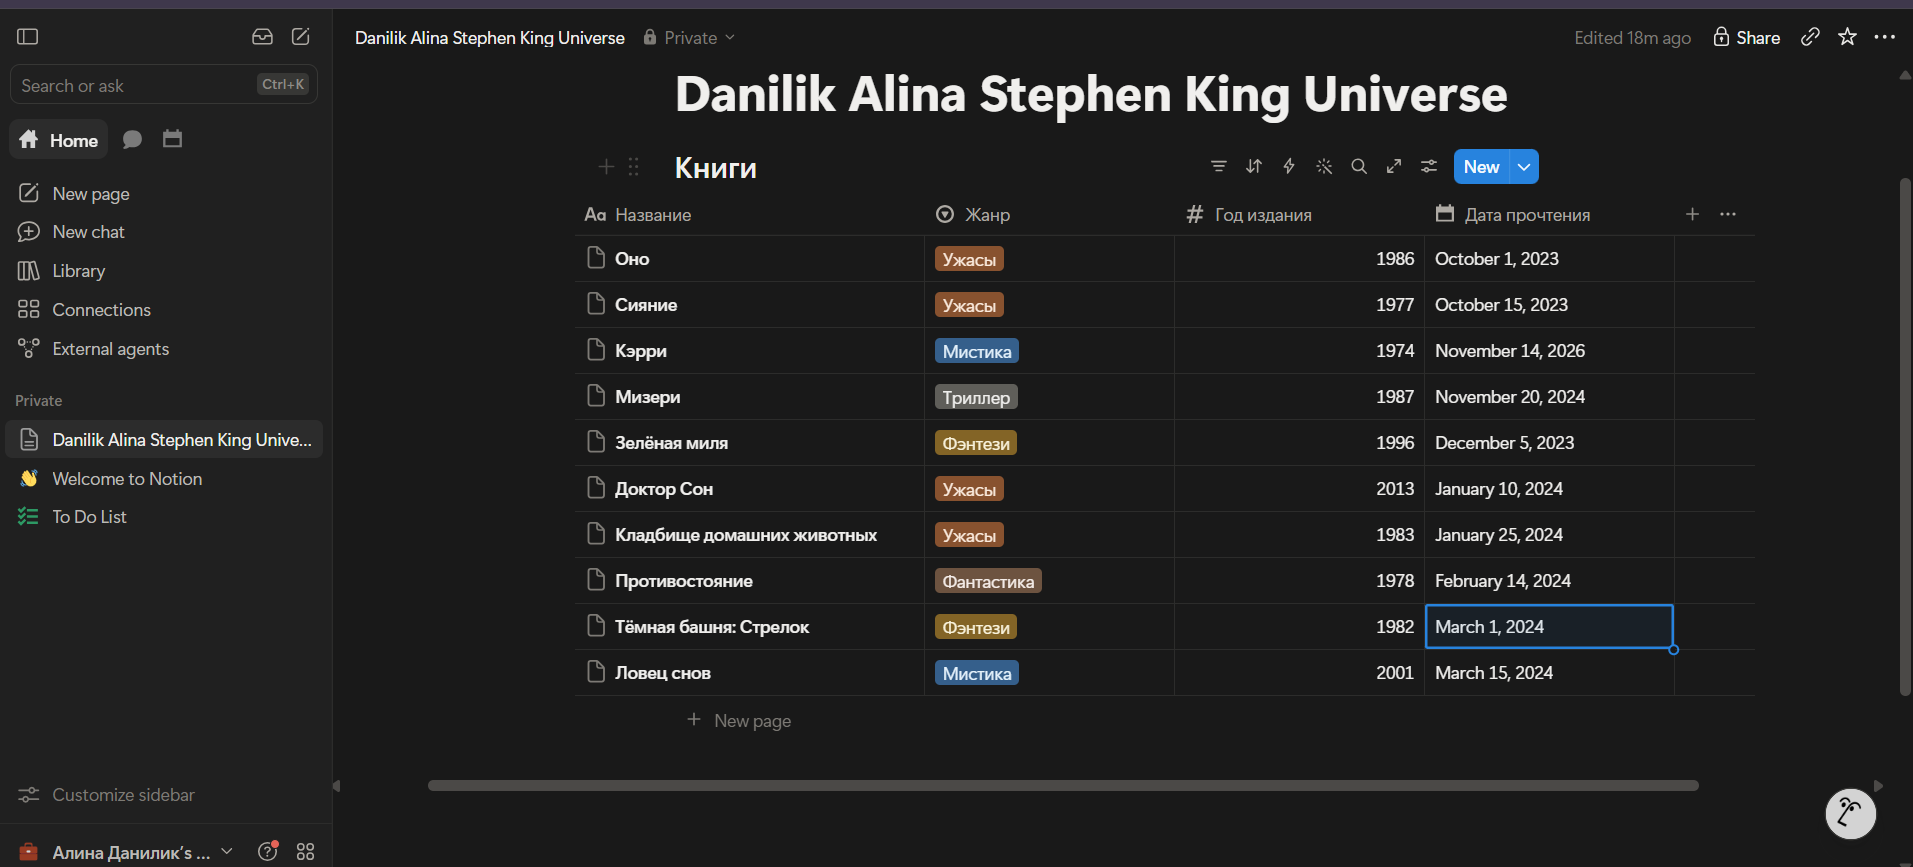 Danilik Alina Stephen King Universe Private Edited 18m ago Share
Search or ask Ctrl+K
Home
New page
New chat
Library
Connections
External agents
Private
Danilik Alina Stephen King Unive...
Welcome to Notion
To Do List
Customize sidebar
Алина Данилик's ...
Danilik Alina Stephen King Universe
Книги New
Aa Название Жанр # Год издания Дата прочтения
Оно Ужасы 1986 October 1, 2023
Сияние Ужасы 1977 October 15, 2023
Кэрри Мистика 1974 November 14, 2026
Мизери Триллер 1987 November 20, 2024
Зелёная миля Фэнтези 1996 December 5, 2023
Доктор Сон Ужасы 2013 January 10, 2024
Кладбище домашних животных Ужасы 1983 January 25, 2024
Противостояние Фантастика 1978 February 14, 2024
Тёмная башня: Стрелок Фэнтези 1982 March 1, 2024
Ловец снов Мистика 2001 March 15, 2024
New page